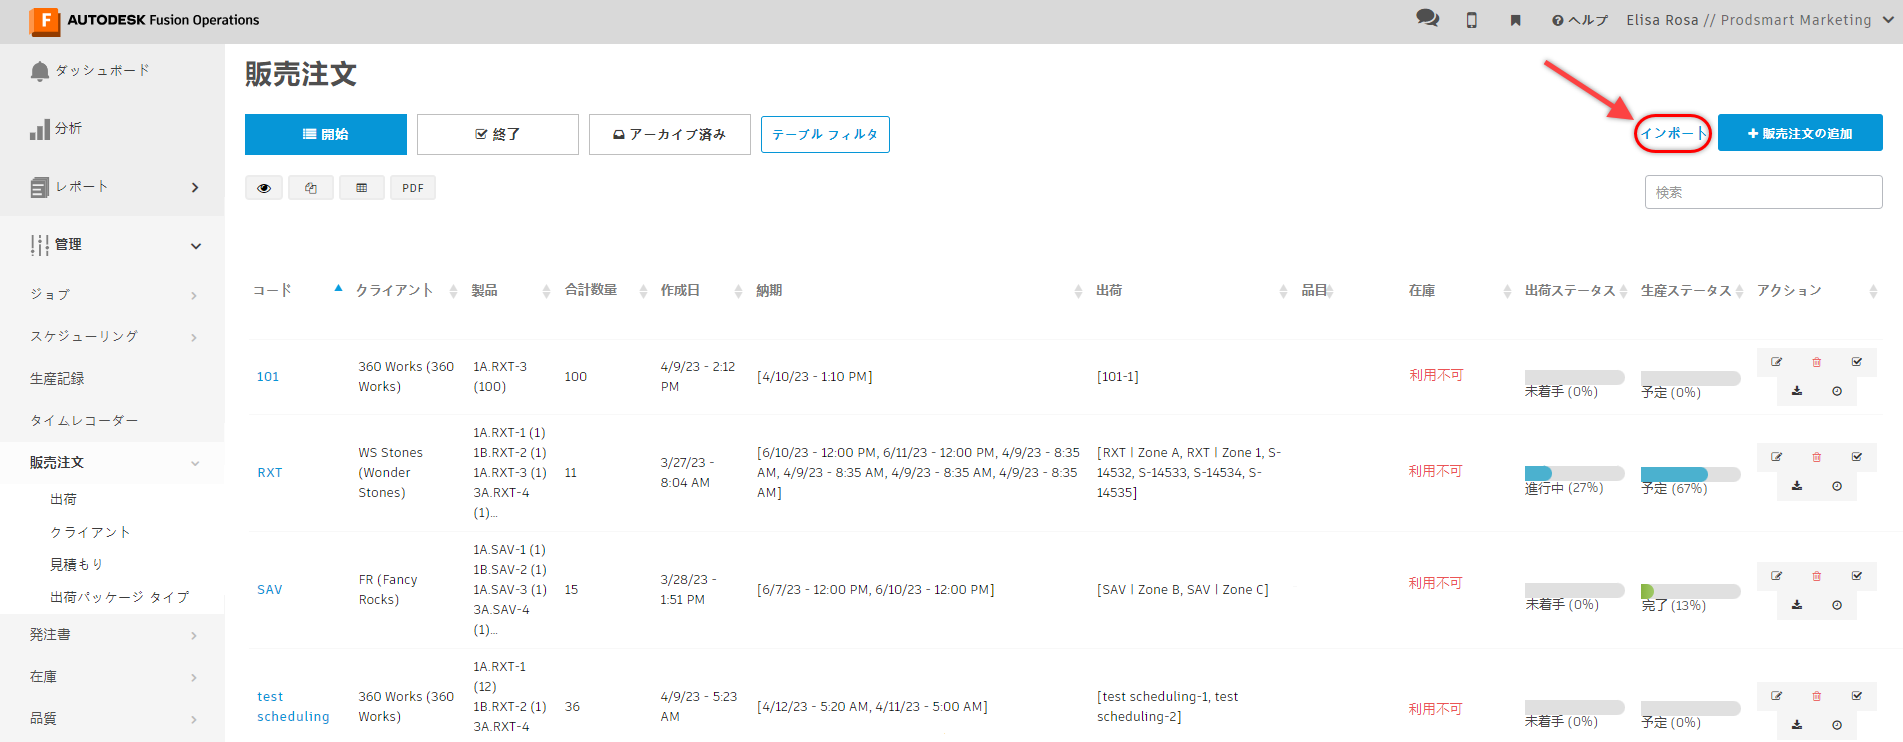 AUTODESK Fusion Operations
ヘルプ
Elisa Rosa // Prodsmart Marketing
ダッシュボード
分析
レポート
管理
ジョブ
スケジューリング
生産記録
タイムレコーダー
販売注文
出荷
クライアント
見積もり
出荷パッケージ タイプ
発注書
在庫
品質
販売注文
開始
終了
アーカイブ済み
テーブル フィルタ
インポート
販売注文の追加
PDF
検索
コード クライアント 製品 合計数量 作成日 納期 出荷 品目 在庫 出荷ステータス 生産ステータス アクション
101
360 Works (360
Works)
1A.RXT-3
(100)
100
4/9/23 - 2:12
PM
[4/10/23 - 1:10 PM]
[101-1]
利用不可
未着手 (0%)
予定 (0%)
RXT
WS Stones
(Wonder
Stones)
1A.RXT-1 (1)
1B.RXT-2 (1)
1A.RXT-3 (1)
3A.RXT-4
(1)...
11
3/27/23 -
8:04 AM
[6/10/23 - 12:00 PM, 6/11/23 - 12:00 PM, 4/9/23 - 8:35
AM, 4/9/23 - 8:35 AM, 4/9/23 - 8:35 AM, 4/9/23 - 8:35
AM]
[RXT | Zone A, RXT | Zone 1, S-
14532, S-14533, S-14534, S-
14535]
利用不可
進行中 (27%)
予定 (67%)
SAV
FR (Fancy
Rocks)
1A.SAV-1 (1)
1B.SAV-2 (1)
1A.SAV-3 (1)
3A.SAV-4
(1)...
15
3/28/23 -
1:51 PM
[6/7/23 - 12:00 PM, 6/10/23 - 12:00 PM]
[SAV | Zone B, SAV | Zone C]
利用不可
未着手 (0%)
完了 (13%)
test
scheduling
360 Works (360
Works)
1A.RXT-1
(12)
1B.RXT-2 (1)
3A.RXT-4
36
4/9/23 - 5:23
AM
[4/12/23 - 5:20 AM, 4/11/23 - 5:00 AM]
[test scheduling-1, test
scheduling-2]
利用不可
未着手 (0%)
予定 (0%)